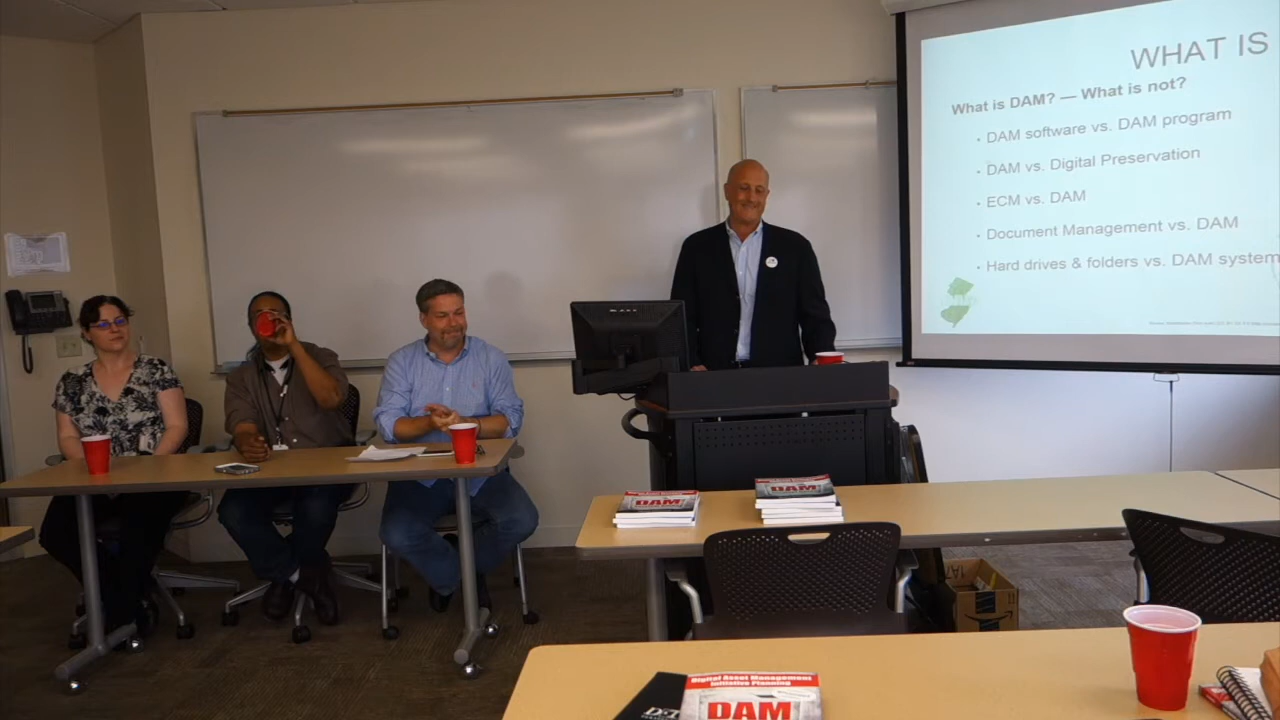 WHAT IS
What is DAM? — What is not?
• DAM software vs. DAM program
• DAM vs. Digital Preservation
• ECM vs. DAM
• Document Management vs. DAM
• Hard drives & folders vs. DAM system
DAM
DAM
1A7
Digital Asset Management
Initiative Planning
DAM